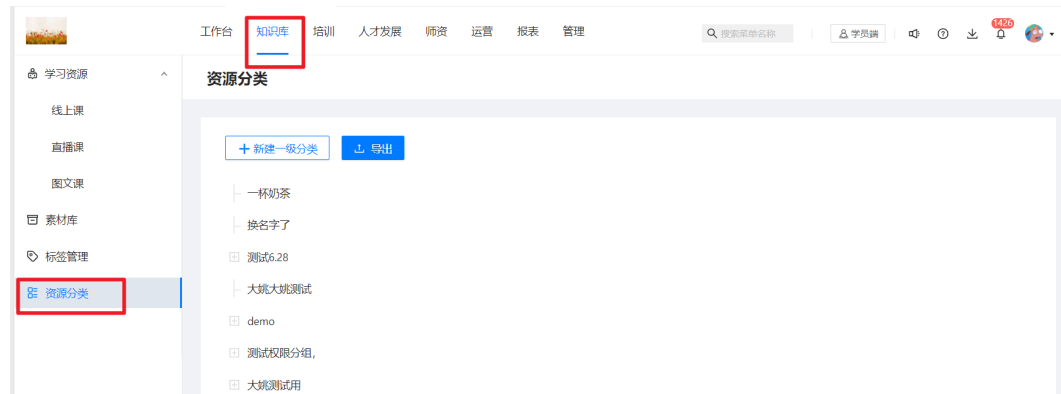 工作台 知识库 培训 人才发展 师资 运营 报表 管理 搜索菜单名称 学员端 1426
学习资源
资源分类
线上课
直播课
新建一级分类 导出
图文课
一杯奶茶
素材库
换名字了
标签管理
测试6.28
资源分类
大姚大姚测试
demo
测试权限分组,
大姚测试用